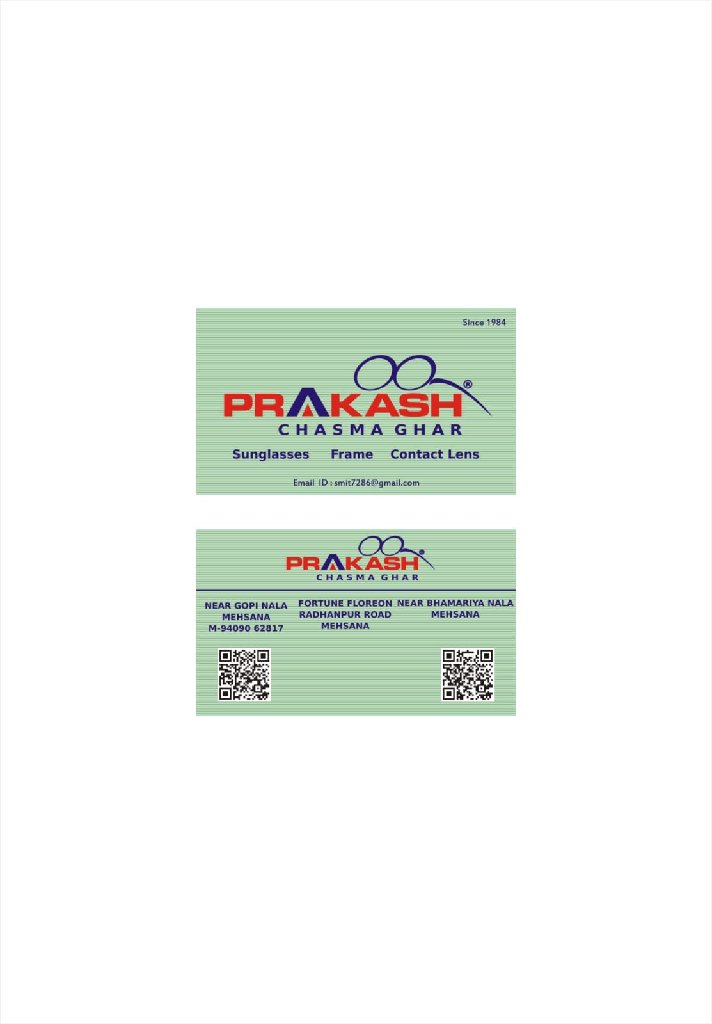 Since 1984
PRAKASH®
CHASMA GHAR
Sunglasses Frame Contact Lens
Email ID : smit7286@gmail.com
PRAKASH®
CHASMA GHAR
NEAR GOPI NALA
MEHSANA
M-94090 62817
FORTUNE FLOREON
RADHANPUR ROAD
MEHSANA
NEAR BHAMARIYA NALA
MEHSANA